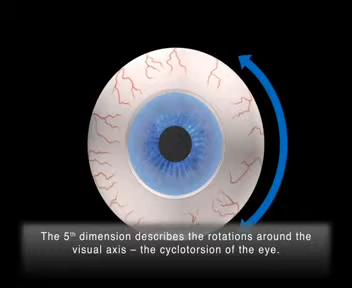 The 5th dimension describes the rotations around the
visual axis – the cyclotorsion of the eye.